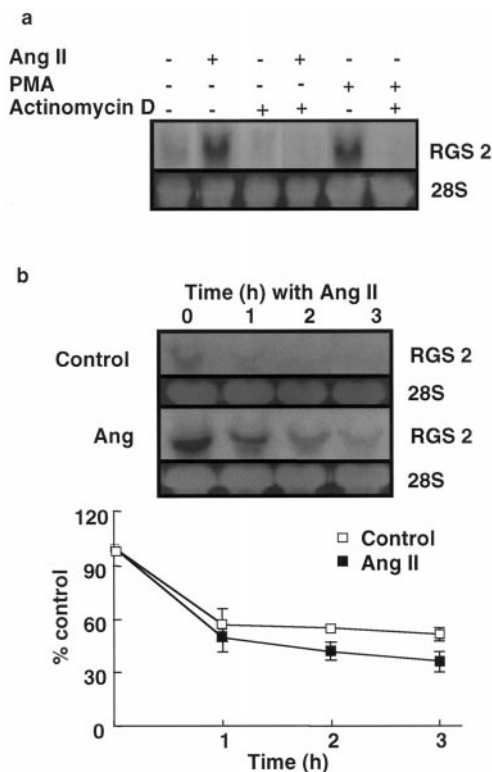 a
Ang II - + - + - -
PMA - - - - + +
Actinomycin D - - + + - +
RGS 2
28S
b
Time (h) with Ang II
0 1 2 3
Control RGS 2
28S
Ang RGS 2
28S
120
90
60
30
0
% control
Control
Ang II
1 2 3
Time (h)